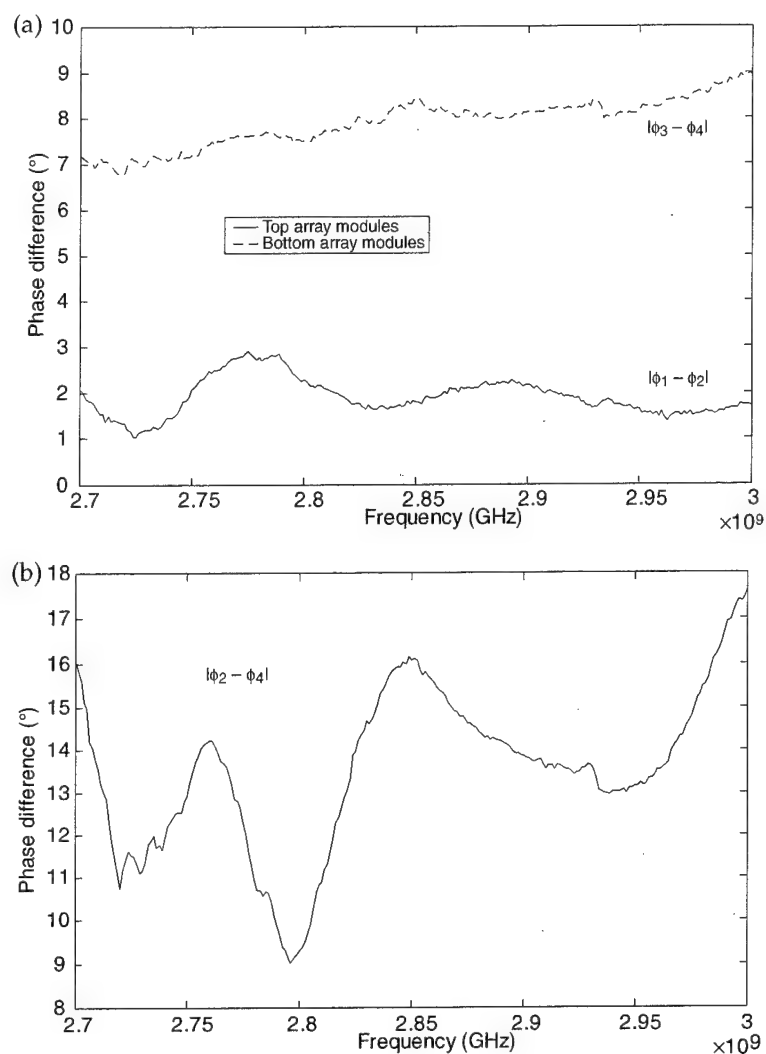 (a)
10
9
8
7
6
5
4
3
2
1
0
Phase difference (°)
|ϕ3 − ϕ4|
Top array modules
Bottom array modules
|ϕ1 − ϕ2|
2.7 2.75 2.8 2.85 2.9 2.95 3
Frequency (GHz)
×10⁹
(b)
18
17
16
15
14
13
12
11
10
9
8
Phase difference (°)
|ϕ2 − ϕ4|
2.7 2.75 2.8 2.85 2.9 2.95 3
Frequency (GHz)
×10⁹